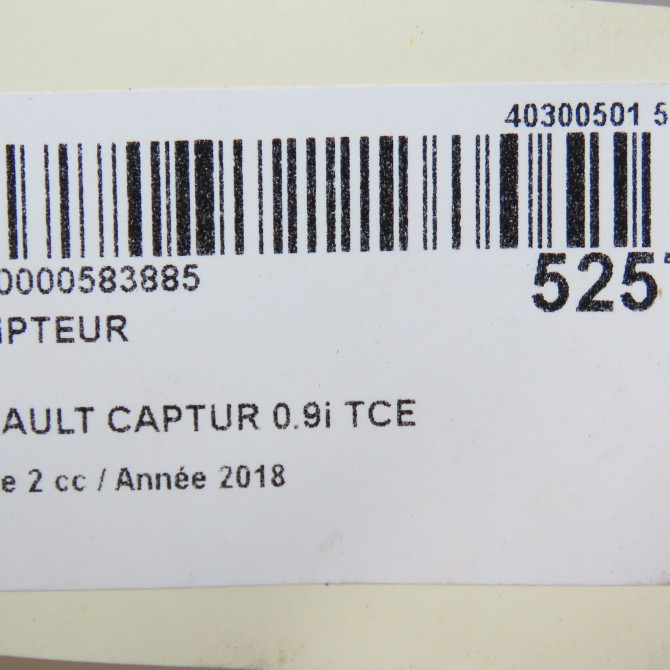 40300501 5
0000583885
525
PTEUR
AULT CAPTUR 0.9i TCE
e 2 cc / Année 2018